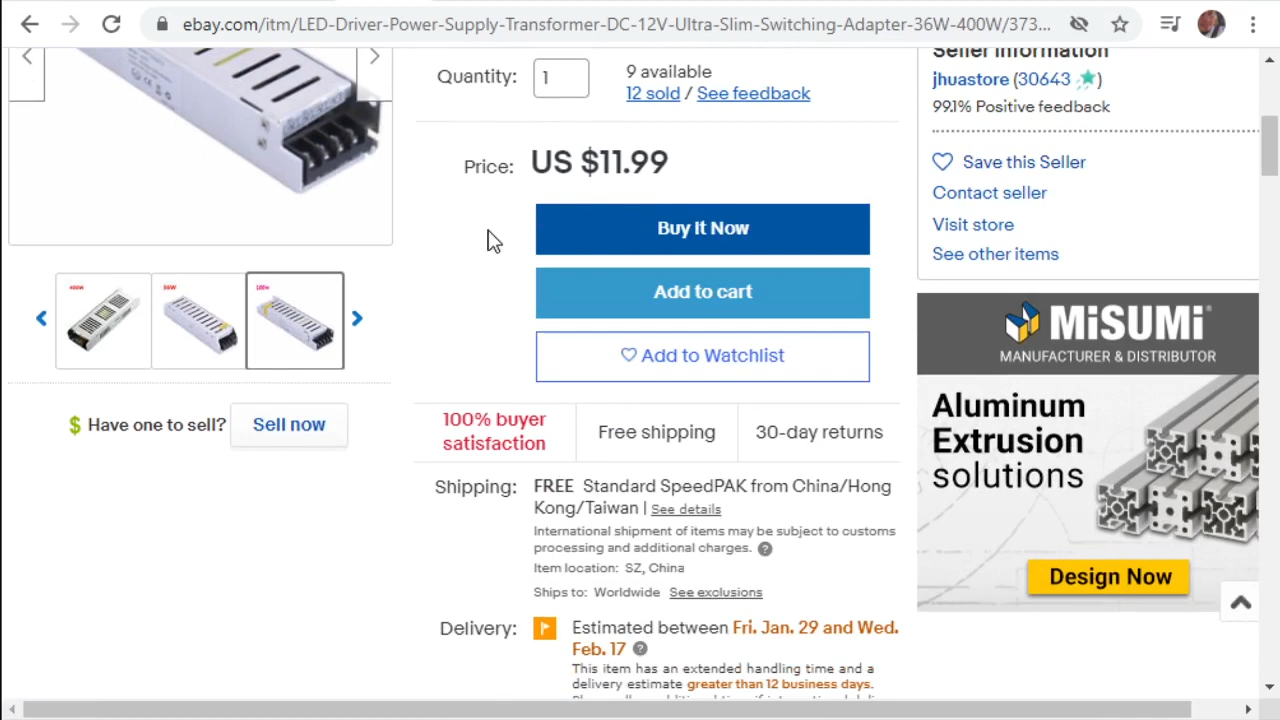 ebay.com/itm/LED-Driver-Power-Supply-Transformer-DC-12V-Ultra-Slim-Switching-Adapter-36W-400W/373...
Quantity: 1
9 available
12 sold / See feedback
Price: US $11.99
Buy It Now
Add to cart
Add to Watchlist
400W
$ Have one to sell? Sell now
100% buyer
satisfaction
Free shipping
30-day returns
Shipping: FREE Standard SpeedPAK from China/Hong
Kong/Taiwan | See details
International shipment of items may be subject to customs
processing and additional charges. ?
Item location: SZ, China
Ships to: Worldwide See exclusions
Delivery: Estimated between Fri. Jan. 29 and Wed.
Feb. 17 ?
This item has an extended handling time and a
delivery estimate greater than 12 business days.
Seller information
jhuastore (30643 )
99.1% Positive feedback
Save this Seller
Contact seller
Visit store
See other items
MiSUMi
MANUFACTURER & DISTRIBUTOR
Aluminum
Extrusion
solutions
Design Now